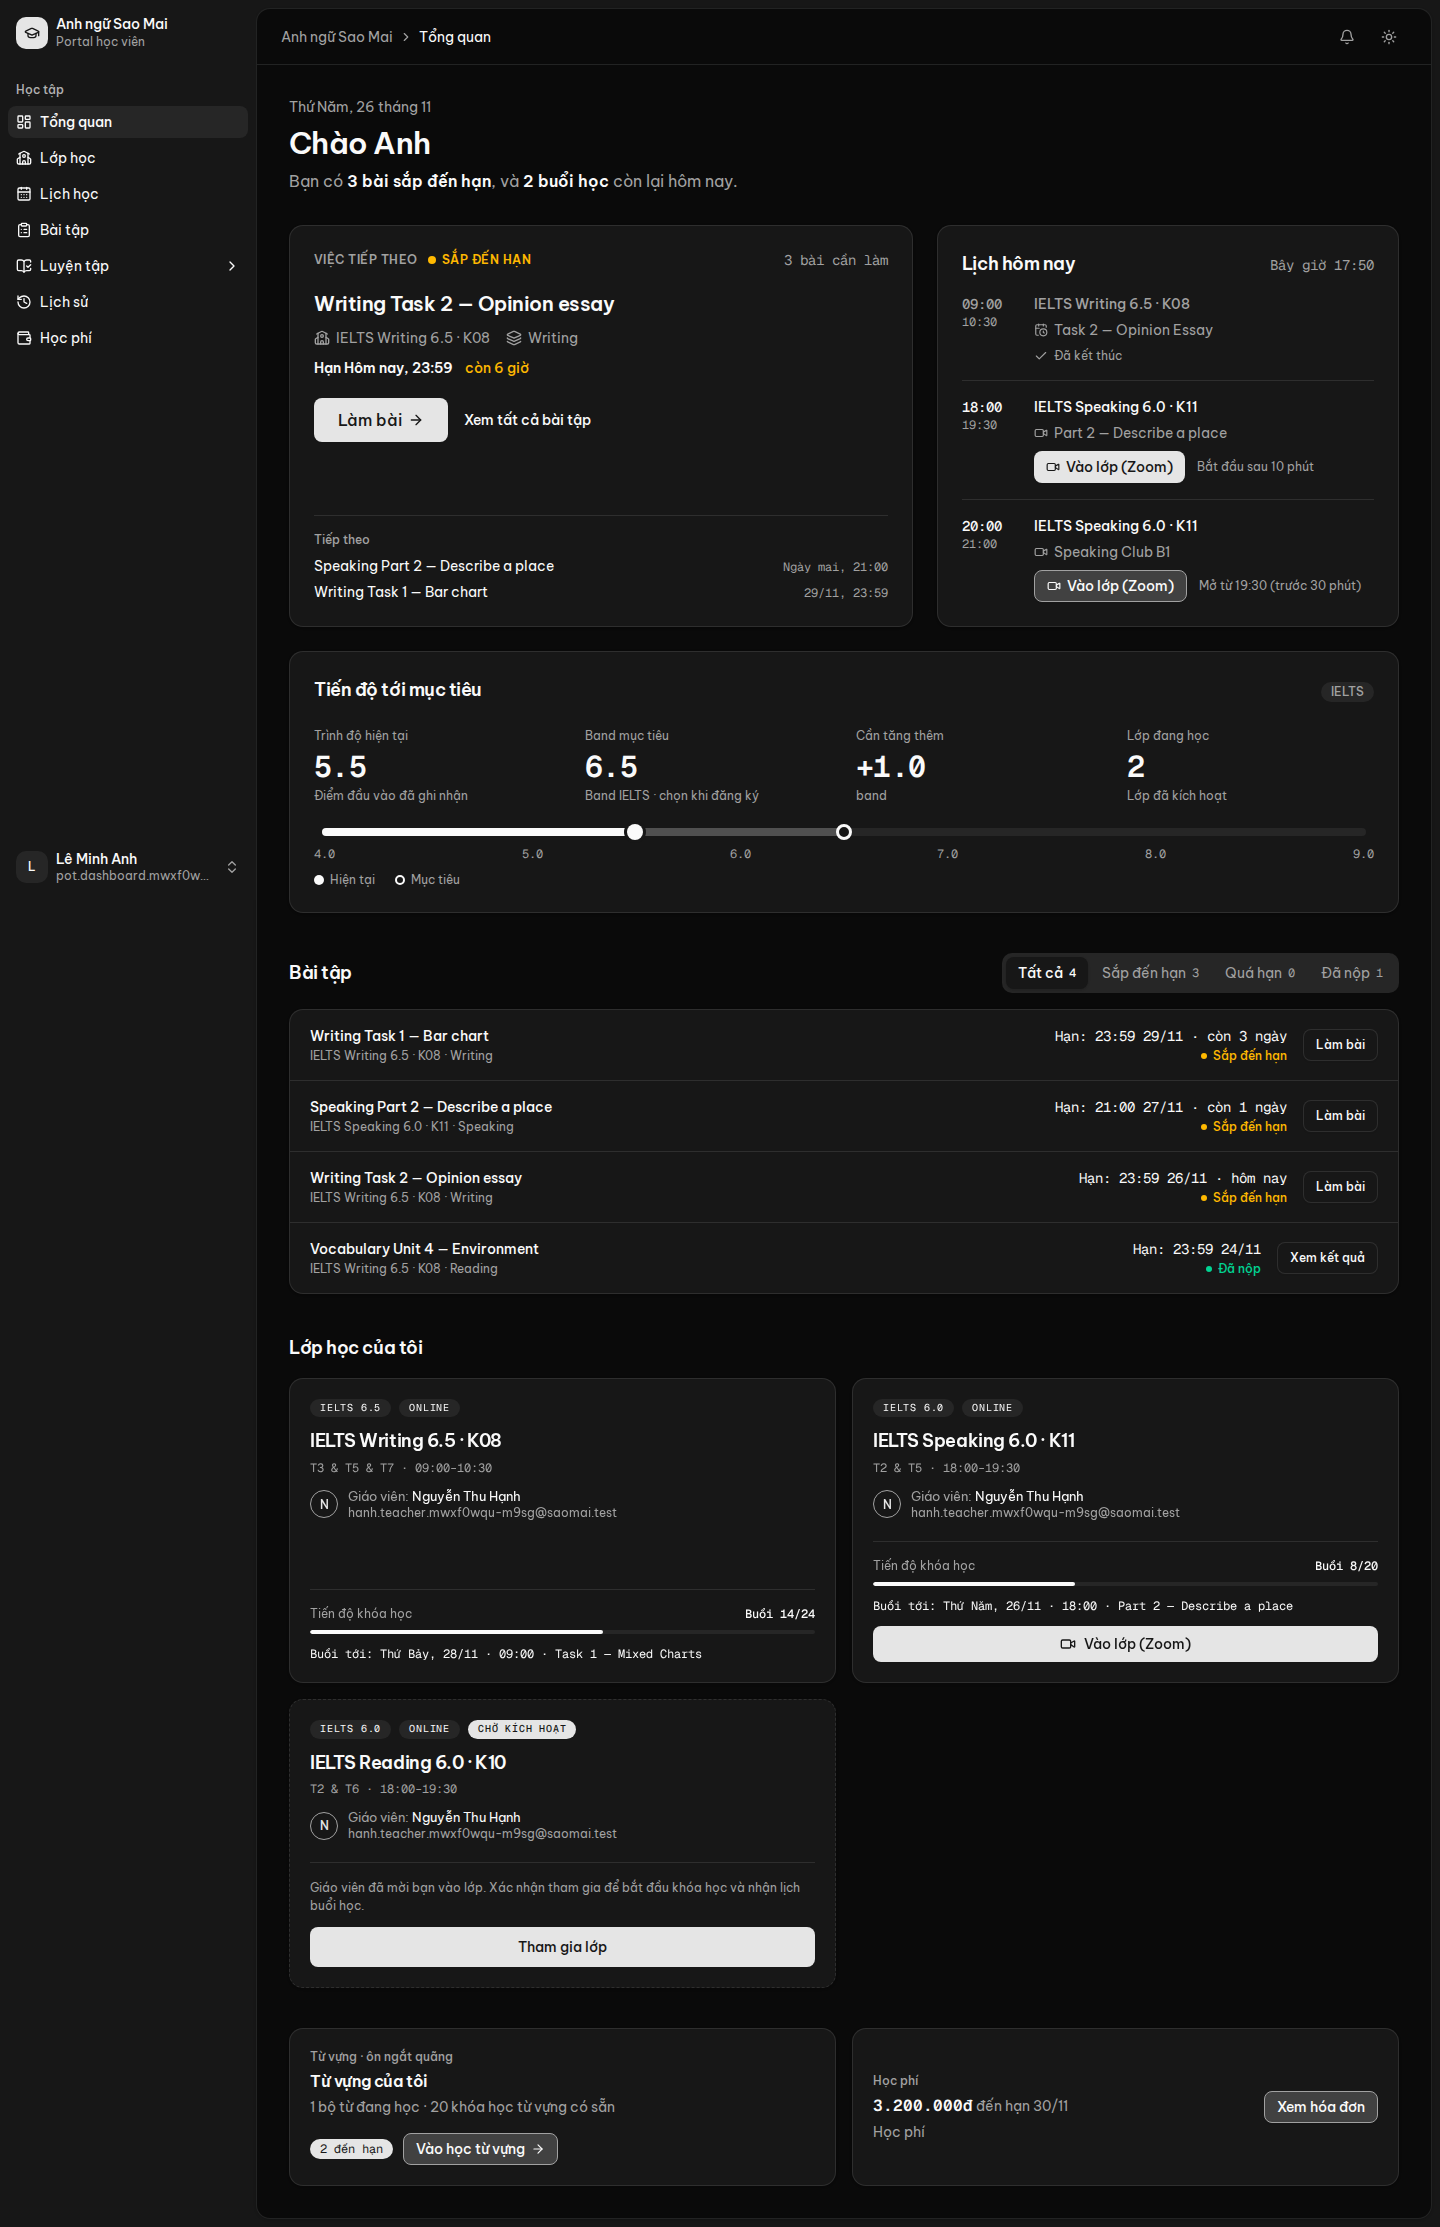 Anh ngữ Sao Mai
Portal học viên
Học tập
Tổng quan
Lớp học
Lịch học
Bài tập
Luyện tập
Lịch sử
Học phí
L
Lê Minh Anh
pot.dashboard.mwxf0w...
Anh ngữ Sao Mai > Tổng quan
Thứ Năm, 26 tháng 11
Chào Anh
Bạn có 3 bài sắp đến hạn, và 2 buổi học còn lại hôm nay.
VIỆC TIẾP THEO SẮP ĐẾN HẠN 3 bài cần làm
Writing Task 2 — Opinion essay
IELTS Writing 6.5 · K08 Writing
Hạn Hôm nay, 23:59 còn 6 giờ
Làm bài → Xem tất cả bài tập
Tiếp theo
Speaking Part 2 — Describe a place Ngày mai, 21:00
Writing Task 1 — Bar chart 29/11, 23:59
Lịch hôm nay Bây giờ 17:50
09:00 IELTS Writing 6.5 · K08
10:30
Task 2 — Opinion Essay
Đã kết thúc
18:00 IELTS Speaking 6.0 · K11
19:30
Part 2 — Describe a place
Vào lớp (Zoom) Bắt đầu sau 10 phút
20:00 IELTS Speaking 6.0 · K11
21:00
Speaking Club B1
Vào lớp (Zoom) Mở từ 19:30 (trước 30 phút)
Tiến độ tới mục tiêu IELTS
Trình độ hiện tại Band mục tiêu Cần tăng thêm Lớp đang học
5.5 6.5 +1.0 2
Điểm đầu vào đã ghi nhận Band IELTS · chọn khi đăng ký band Lớp đã kích hoạt
4.0 5.0 6.0 7.0 8.0 9.0
Hiện tại Mục tiêu
Bài tập Tất cả 4 Sắp đến hạn 3 Quá hạn 0 Đã nộp 1
Writing Task 1 — Bar chart Hạn: 23:59 29/11 · còn 3 ngày Làm bài
IELTS Writing 6.5 · K08 · Writing Sắp đến hạn
Speaking Part 2 — Describe a place Hạn: 21:00 27/11 · còn 1 ngày Làm bài
IELTS Speaking 6.0 · K11 · Speaking Sắp đến hạn
Writing Task 2 — Opinion essay Hạn: 23:59 26/11 · hôm nay Làm bài
IELTS Writing 6.5 · K08 · Writing Sắp đến hạn
Vocabulary Unit 4 — Environment Hạn: 23:59 24/11 Xem kết quả
IELTS Writing 6.5 · K08 · Reading Đã nộp
Lớp học của tôi
IELTS 6.5 ONLINE
IELTS Writing 6.5 · K08
T3 & T5 & T7 · 09:00–10:30
N
Giáo viên: Nguyễn Thu Hạnh
hanh.teacher.mwxf0wqu-m9sg@saomai.test
Tiến độ khóa học Buổi 14/24
Buổi tới: Thứ Bảy, 28/11 · 09:00 · Task 1 — Mixed Charts
IELTS 6.0 ONLINE
IELTS Speaking 6.0 · K11
T2 & T5 · 18:00–19:30
N
Giáo viên: Nguyễn Thu Hạnh
hanh.teacher.mwxf0wqu-m9sg@saomai.test
Tiến độ khóa học Buổi 8/20
Buổi tới: Thứ Năm, 26/11 · 18:00 · Part 2 — Describe a place
Vào lớp (Zoom)
IELTS 6.0 ONLINE CHỜ KÍCH HOẠT
IELTS Reading 6.0 · K10
T2 & T6 · 18:00–19:30
N
Giáo viên: Nguyễn Thu Hạnh
hanh.teacher.mwxf0wqu-m9sg@saomai.test
Giáo viên đã mời bạn vào lớp. Xác nhận tham gia để bắt đầu khóa học và nhận lịch
buổi học.
Tham gia lớp
Từ vựng · ôn ngắt quãng
Từ vựng của tôi
1 bộ từ đang học · 20 khóa học từ vựng có sẵn
2 đến hạn Vào học từ vựng →
Học phí
3.200.000đ đến hạn 30/11
Học phí
Xem hóa đơn